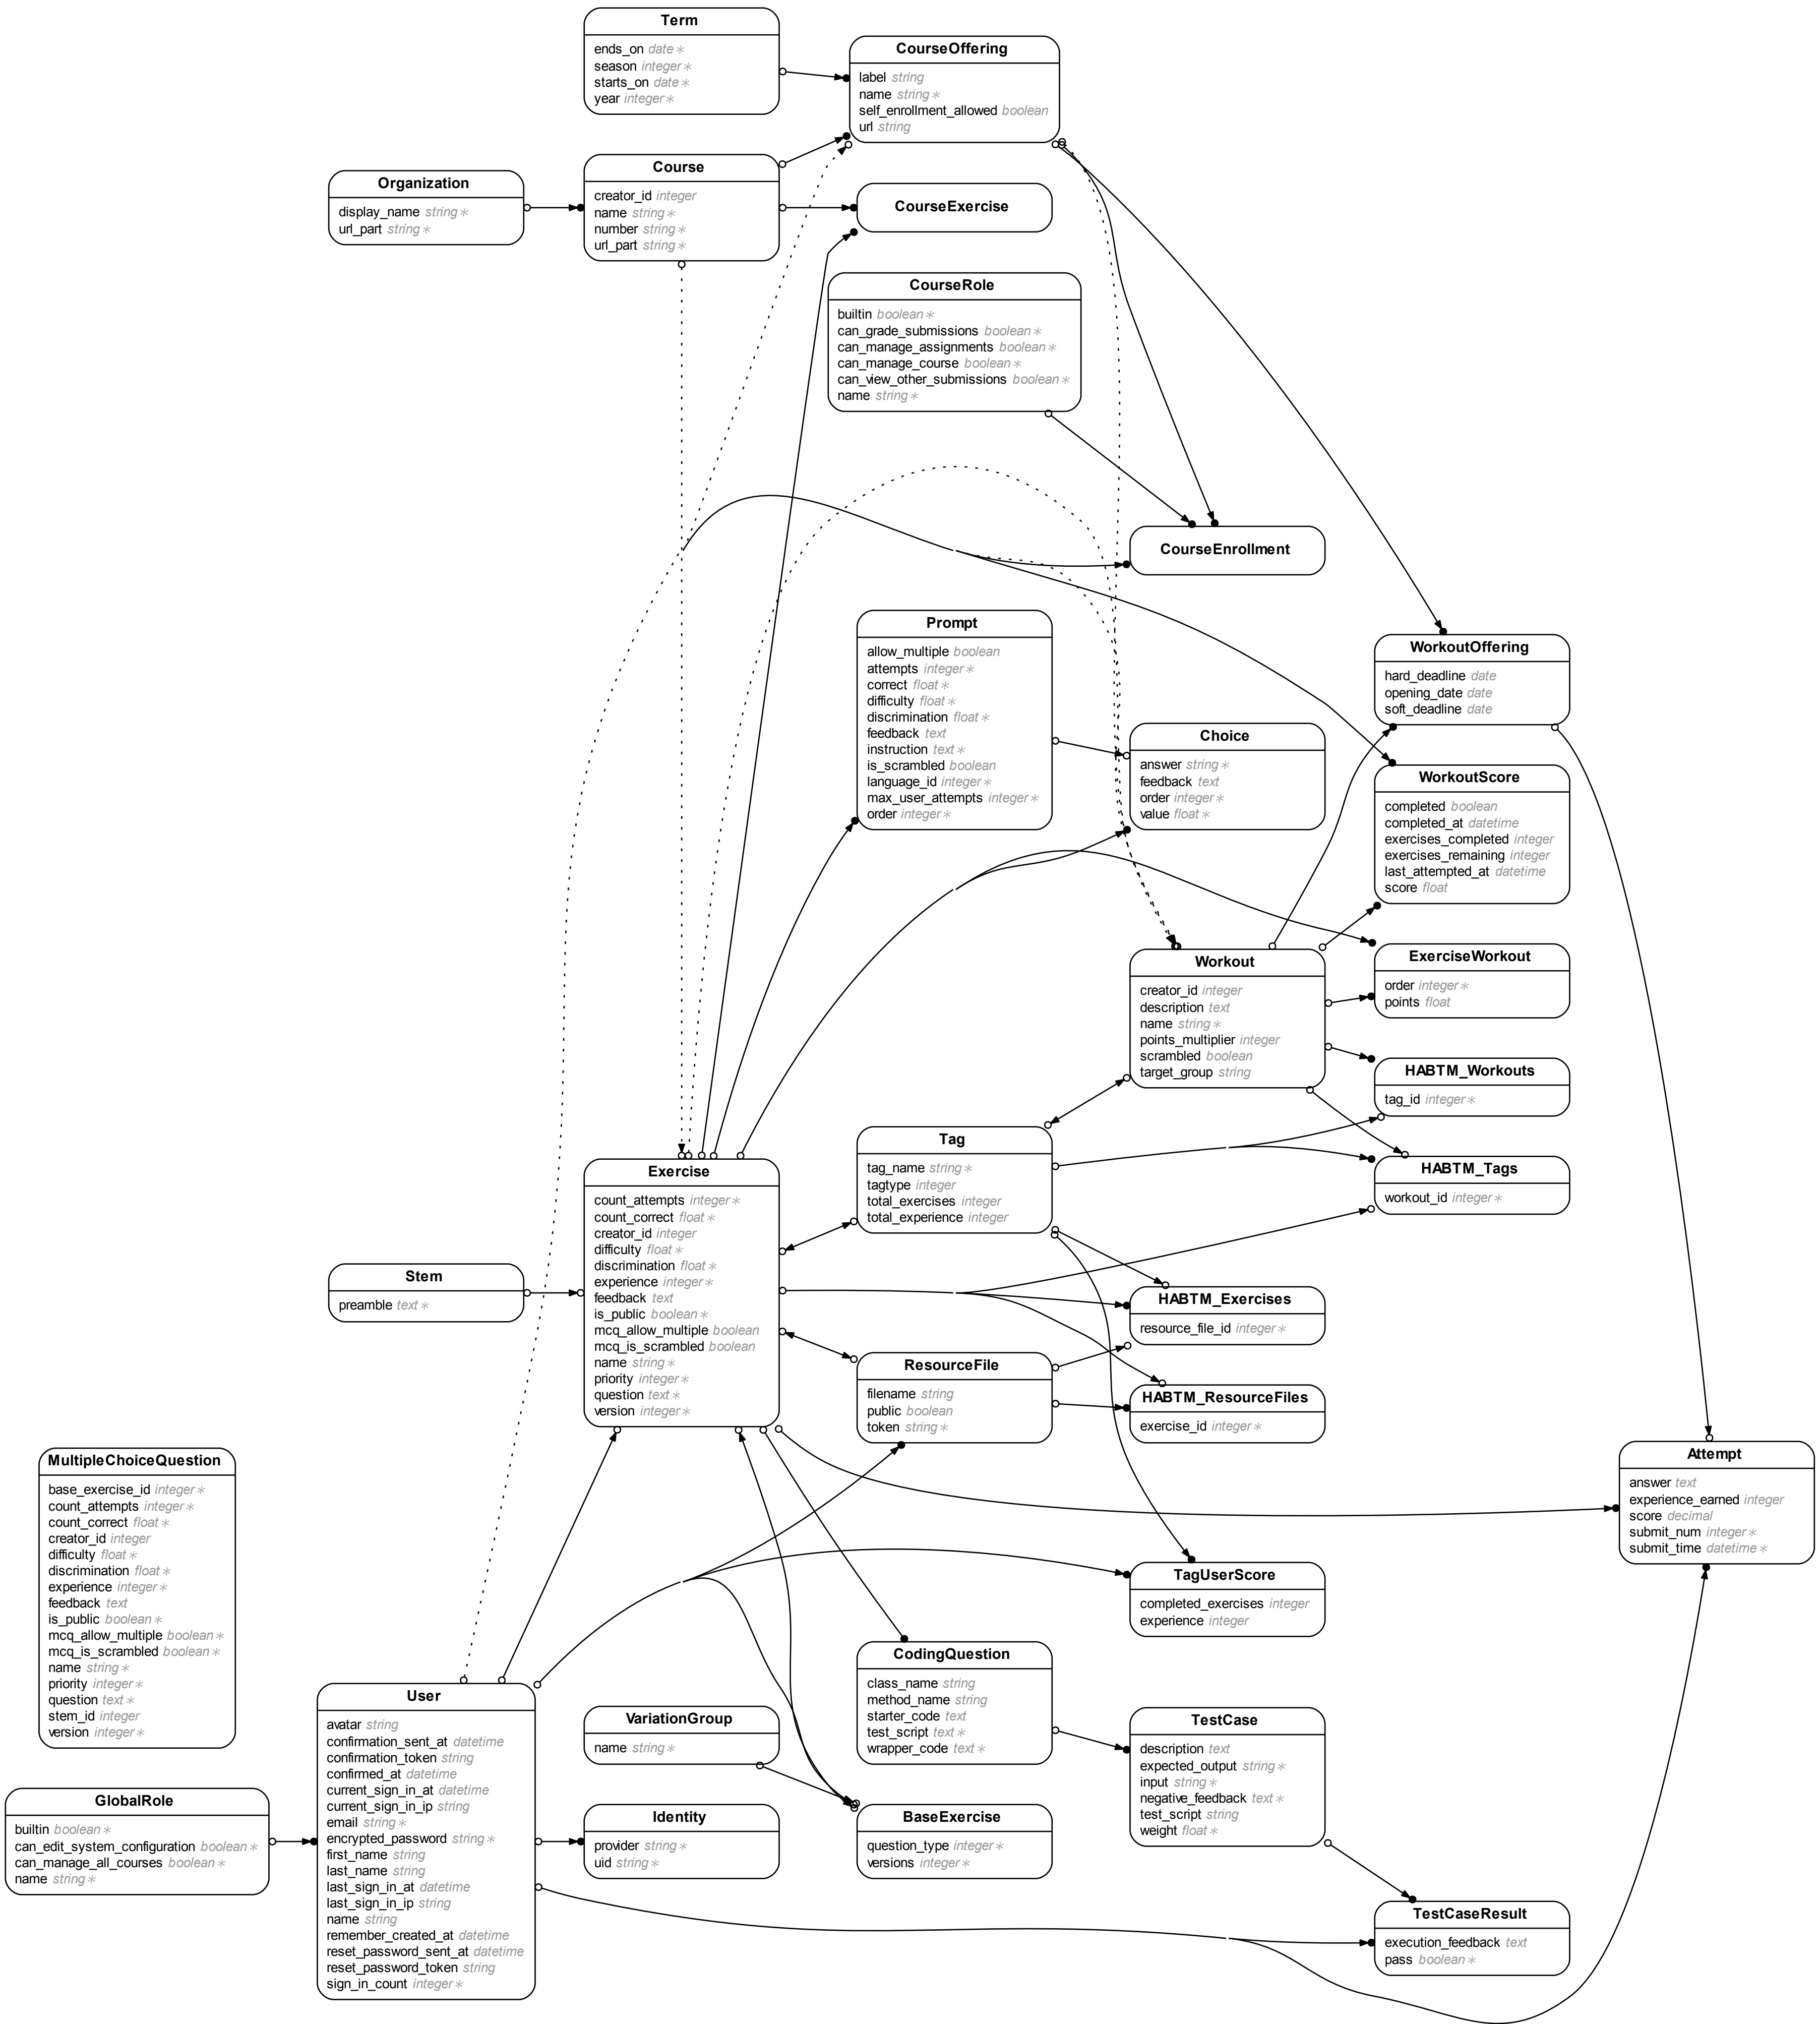 Term
ends_on date ∗
season integer ∗
starts_on date ∗
year integer ∗
CourseOffering
label string
name string ∗
self_enrollment_allowed boolean
url string
Organization
display_name string ∗
url_part string ∗
Course
creator_id integer
name string ∗
number string ∗
url_part string ∗
CourseExercise
CourseRole
builtin boolean ∗
can_grade_submissions boolean ∗
can_manage_assignments boolean ∗
can_manage_course boolean ∗
can_view_other_submissions boolean ∗
name string ∗
CourseEnrollment
Prompt
allow_multiple boolean
attempts integer ∗
correct float ∗
difficulty float ∗
discrimination float ∗
feedback text
instruction text ∗
is_scrambled boolean
language_id integer ∗
max_user_attempts integer ∗
order integer ∗
WorkoutOffering
hard_deadline date
opening_date date
soft_deadline date
Choice
answer string ∗
feedback text
order integer ∗
value float ∗
WorkoutScore
completed boolean
completed_at datetime
exercises_completed integer
exercises_remaining integer
last_attempted_at datetime
score float
Workout
creator_id integer
description text
name string ∗
points_multiplier integer
scrambled boolean
target_group string
ExerciseWorkout
order integer ∗
points float
HABTM_Workouts
tag_id integer ∗
Tag
tag_name string ∗
tagtype integer
total_exercises integer
total_experience integer
HABTM_Tags
workout_id integer ∗
Exercise
count_attempts integer ∗
count_correct float ∗
creator_id integer
difficulty float ∗
discrimination float ∗
experience integer ∗
feedback text
is_public boolean ∗
mcq_allow_multiple boolean
mcq_is_scrambled boolean
name string ∗
priority integer ∗
question text ∗
version integer ∗
Stem
preamble text ∗
HABTM_Exercises
resource_file_id integer ∗
ResourceFile
filename string
public boolean
token string ∗
HABTM_ResourceFiles
exercise_id integer ∗
MultipleChoiceQuestion
base_exercise_id integer ∗
count_attempts integer ∗
count_correct float ∗
creator_id integer
difficulty float ∗
discrimination float ∗
experience integer ∗
feedback text
is_public boolean ∗
mcq_allow_multiple boolean ∗
mcq_is_scrambled boolean ∗
name string ∗
priority integer ∗
question text ∗
stem_id integer
version integer ∗
Attempt
answer text
experience_earned integer
score decimal
submit_num integer ∗
submit_time datetime ∗
TagUserScore
completed_exercises integer
experience integer
CodingQuestion
class_name string
method_name string
starter_code text
test_script text ∗
wrapper_code text ∗
User
avatar string
confirmation_sent_at datetime
confirmation_token string
confirmed_at datetime
current_sign_in_at datetime
current_sign_in_ip string
email string ∗
encrypted_password string ∗
first_name string
last_name string
last_sign_in_at datetime
last_sign_in_ip string
name string
remember_created_at datetime
reset_password_sent_at datetime
reset_password_token string
sign_in_count integer ∗
VariationGroup
name string ∗
TestCase
description text
expected_output string ∗
input string ∗
negative_feedback text ∗
test_script string
weight float ∗
GlobalRole
builtin boolean ∗
can_edit_system_configuration boolean ∗
can_manage_all_courses boolean ∗
name string ∗
Identity
provider string ∗
uid string ∗
BaseExercise
question_type integer ∗
versions integer ∗
TestCaseResult
execution_feedback text
pass boolean ∗